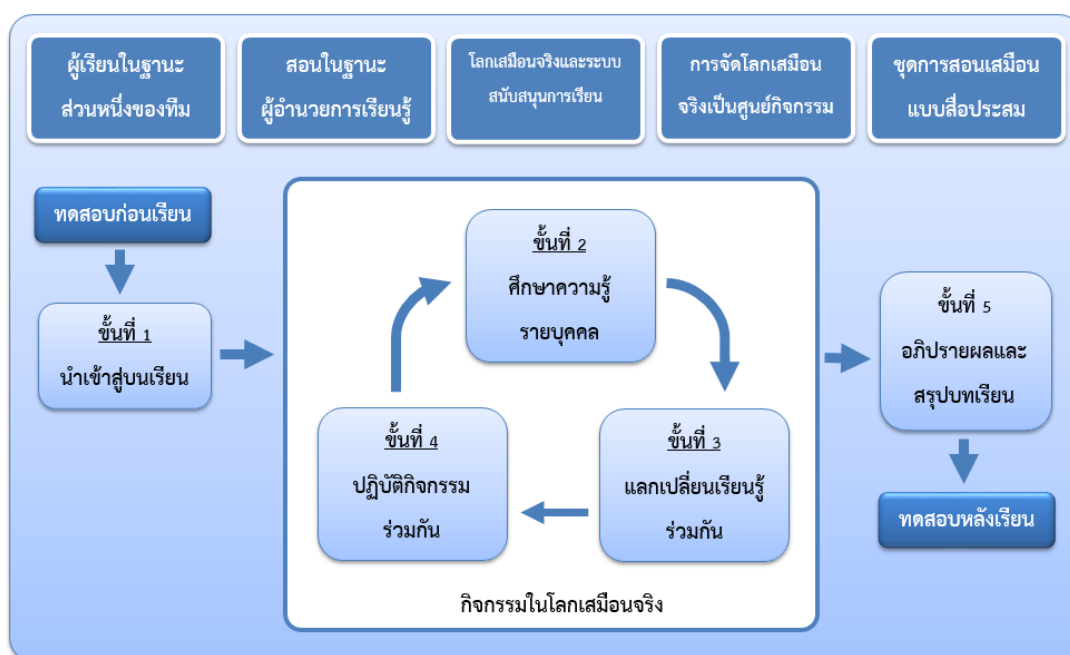 ผู้เรียนในฐานะ
ส่วนหนึ่งของทีม
สอนในฐานะ
ผู้อำนวยการเรียนรู้
โลกเสมือนจริงและระบบ
สนับสนุนการเรียน
การจัดโลกเสมือน
จริงเป็นศูนย์กิจกรรม
ชุดการสอนเสมือน
แบบสื่อประสม
ทดสอบก่อนเรียน
ขั้นที่ 1
นำเข้าสู่บนเรียน
ขั้นที่ 2
ศึกษาความรู้
รายบุคคล
ขั้นที่ 3
แลกเปลี่ยนเรียนรู้
ร่วมกัน
ขั้นที่ 4
ปฏิบัติกิจกรรม
ร่วมกัน
กิจกรรมในโลกเสมือนจริง
ขั้นที่ 5
อภิปรายผลและ
สรุปบทเรียน
ทดสอบหลังเรียน